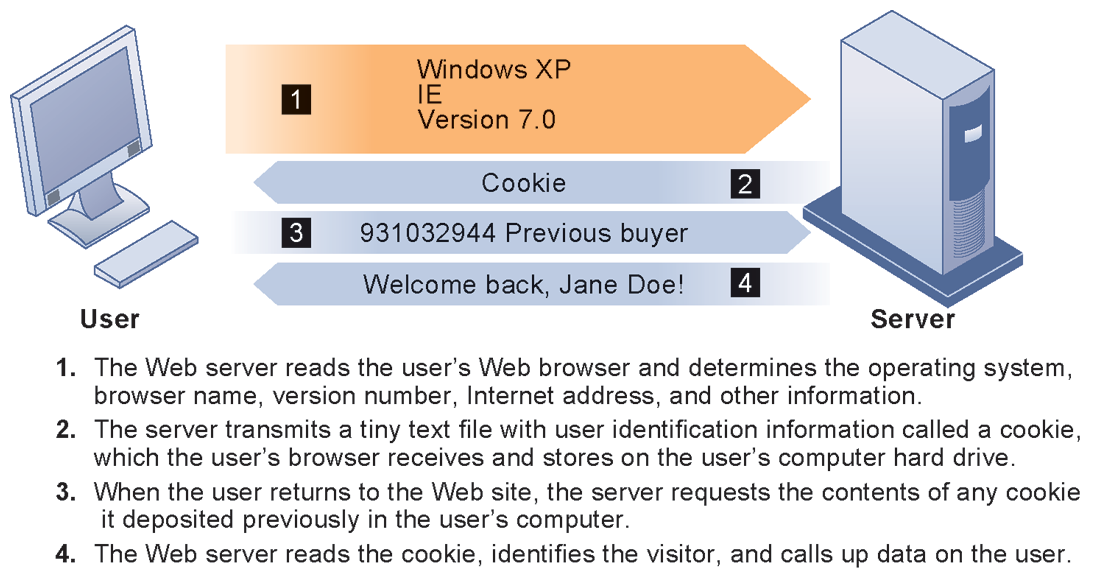 1
Windows XP
IE
Version 7.0
Cookie
2
3
931032944 Previous buyer
Welcome back, Jane Doe!
4
User
Server
1. The Web server reads the user’s Web browser and determines the operating system,
browser name, version number, Internet address, and other information.
2. The server transmits a tiny text file with user identification information called a cookie,
which the user’s browser receives and stores on the user’s computer hard drive.
3. When the user returns to the Web site, the server requests the contents of any cookie
it deposited previously in the user’s computer.
4. The Web server reads the cookie, identifies the visitor, and calls up data on the user.